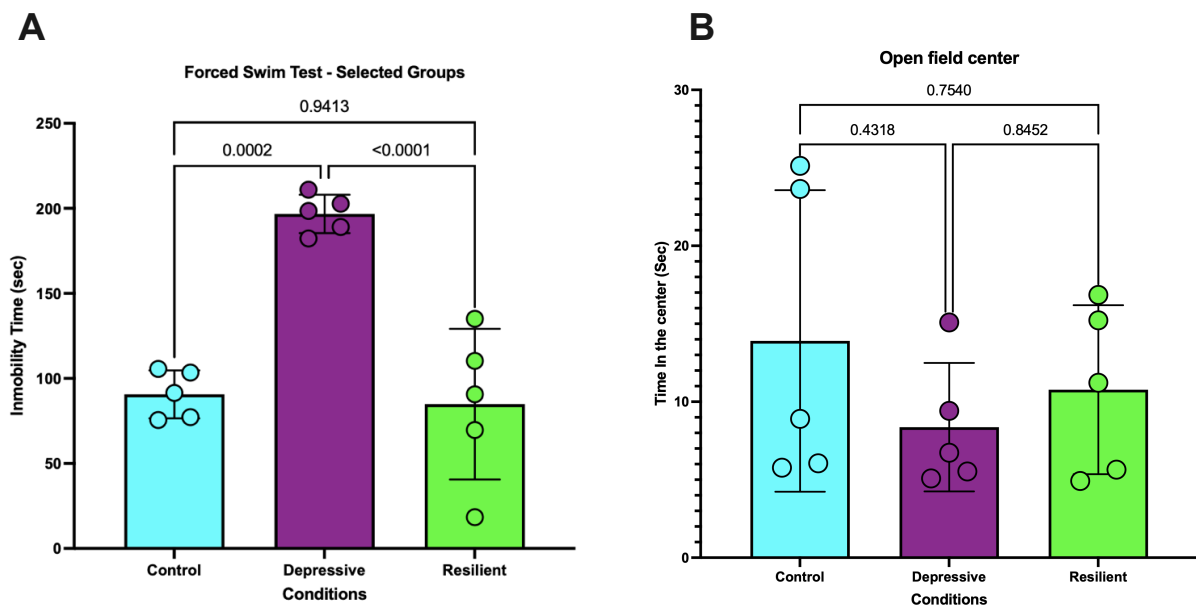 A
Forced Swim Test - Selected Groups
0.9413
0.0002
<0.0001
250
200
150
100
50
0
Inmobility Time (sec)
Control
Depressive
Resilient
Conditions
B
Open field center
0.7540
0.4318
0.8452
30
20
10
0
Time In the center (Sec)
Control
Depressive
Resilient
Conditions